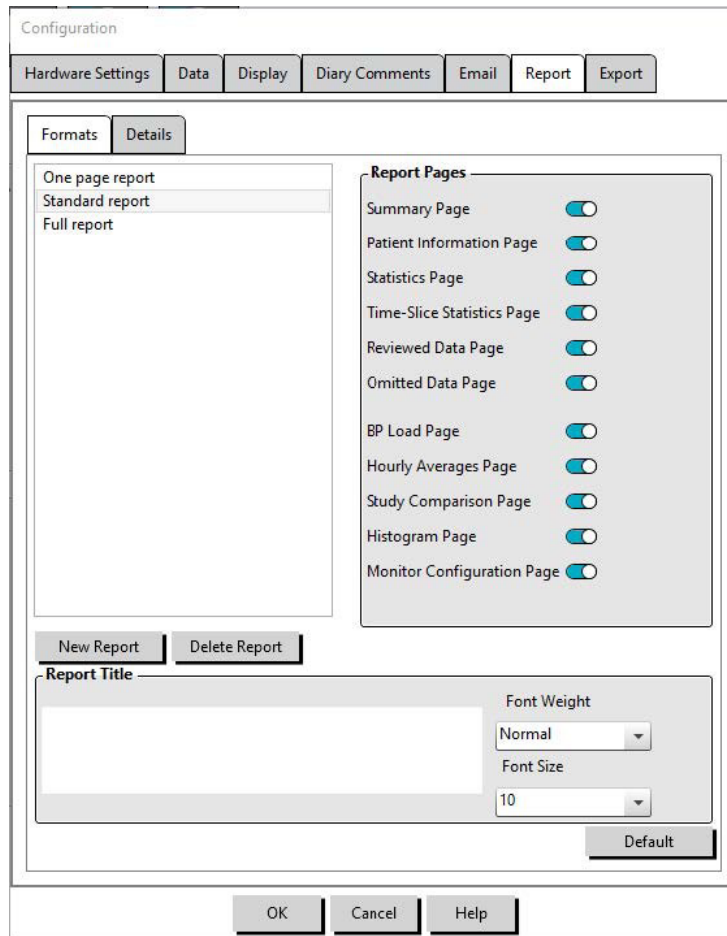 Configuration
Hardware Settings Data Display Diary Comments Email Report Export
Formats Details
One page report
Standard report
Full report
Report Pages
Summary Page
Patient Information Page
Statistics Page
Time-Slice Statistics Page
Reviewed Data Page
Omitted Data Page
BP Load Page
Hourly Averages Page
Study Comparison Page
Histogram Page
Monitor Configuration Page
New Report Delete Report
Report Title
Font Weight
Normal
Font Size
10
Default
OK Cancel Help